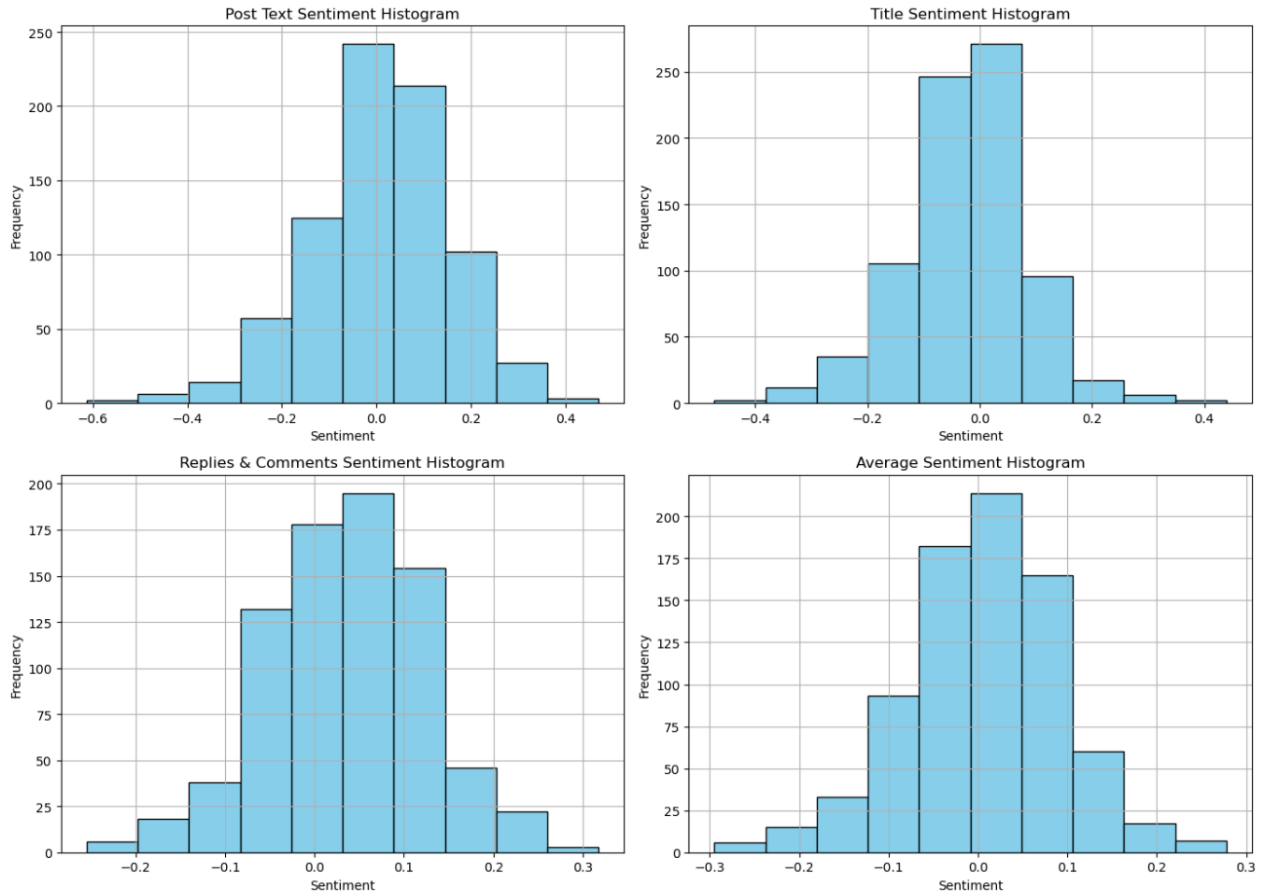 Post Text Sentiment Histogram
250
200
150
100
50
0
Frequency
−0.6 −0.4 −0.2 0.0 0.2 0.4
Sentiment
Title Sentiment Histogram
250
200
150
100
50
0
Frequency
−0.4 −0.2 0.0 0.2 0.4
Sentiment
Replies & Comments Sentiment Histogram
200
175
150
125
100
75
50
25
0
Frequency
−0.2 −0.1 0.0 0.1 0.2 0.3
Sentiment
Average Sentiment Histogram
200
175
150
125
100
75
50
25
0
Frequency
−0.3 −0.2 −0.1 0.0 0.1 0.2 0.3
Sentiment